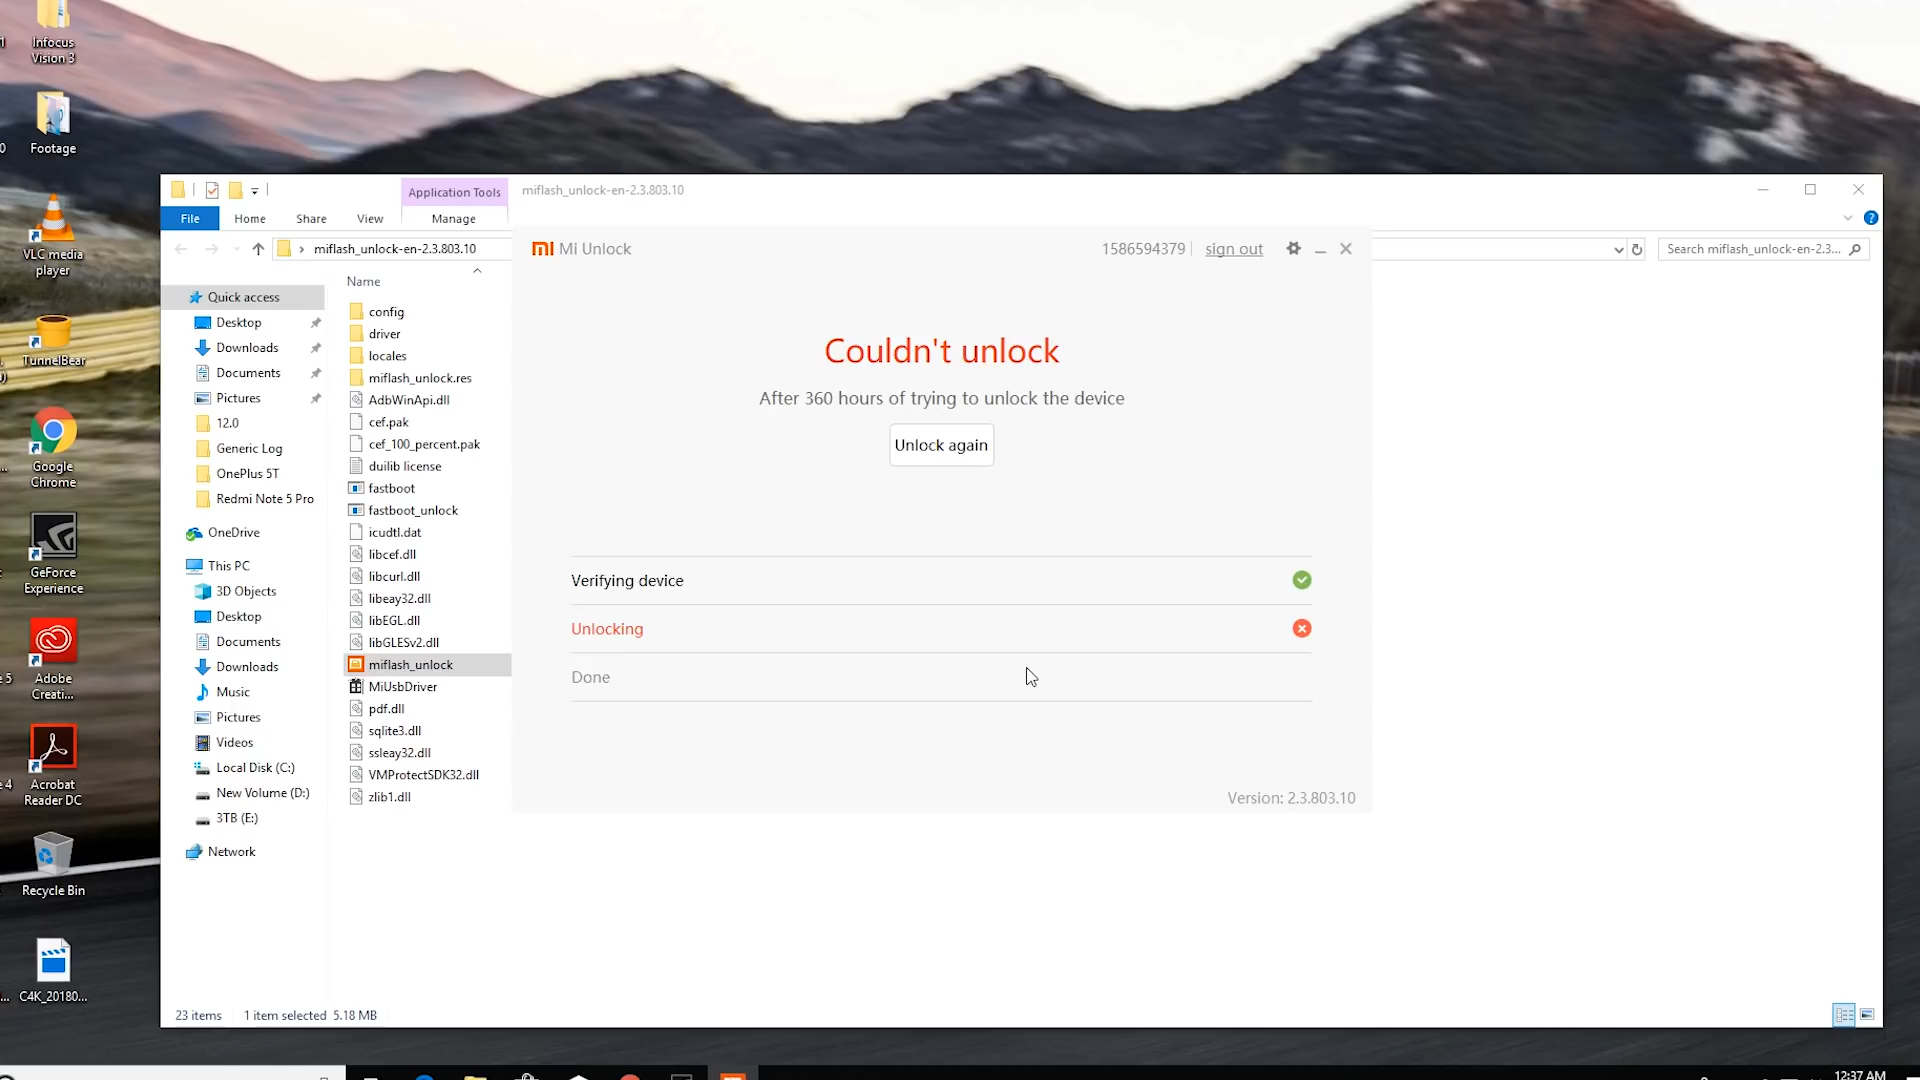 Infocus
Vision 3
Footage
VLC media
player
TunnelBear
Google
Chrome
GeForce
Experience
Adobe
Creati...
Acrobat
Reader DC
Recycle Bin
C4K_20180...
Application Tools
miflash_unlock-en-2.3.803.10
File
Home
Share
View
Manage
miflash_unlock-en-2.3.803.10
Search miflash_unlock-en-2.3...
Quick access
Desktop
Downloads
Documents
Pictures
12.0
Generic Log
OnePlus 5T
Redmi Note 5 Pro
OneDrive
This PC
3D Objects
Desktop
Documents
Downloads
Music
Pictures
Videos
Local Disk (C:)
New Volume (D:)
3TB (E:)
Network
Name
config
driver
locales
miflash_unlock.res
AdbWinApi.dll
cef.pak
cef_100_percent.pak
duilib license
fastboot
fastboot_unlock
icudtl.dat
libcef.dll
libcurl.dll
libeay32.dll
libEGL.dll
libGLESv2.dll
miflash_unlock
MiUsbDriver
pdf.dll
sqlite3.dll
ssleay32.dll
VMProtectSDK32.dll
zlib1.dll
Mi Unlock
1586594379
sign out
Couldn't unlock
After 360 hours of trying to unlock the device
Unlock again
Verifying device
Unlocking
Done
Version: 2.3.803.10
23 items
1 item selected 5.18 MB
12:37 AM